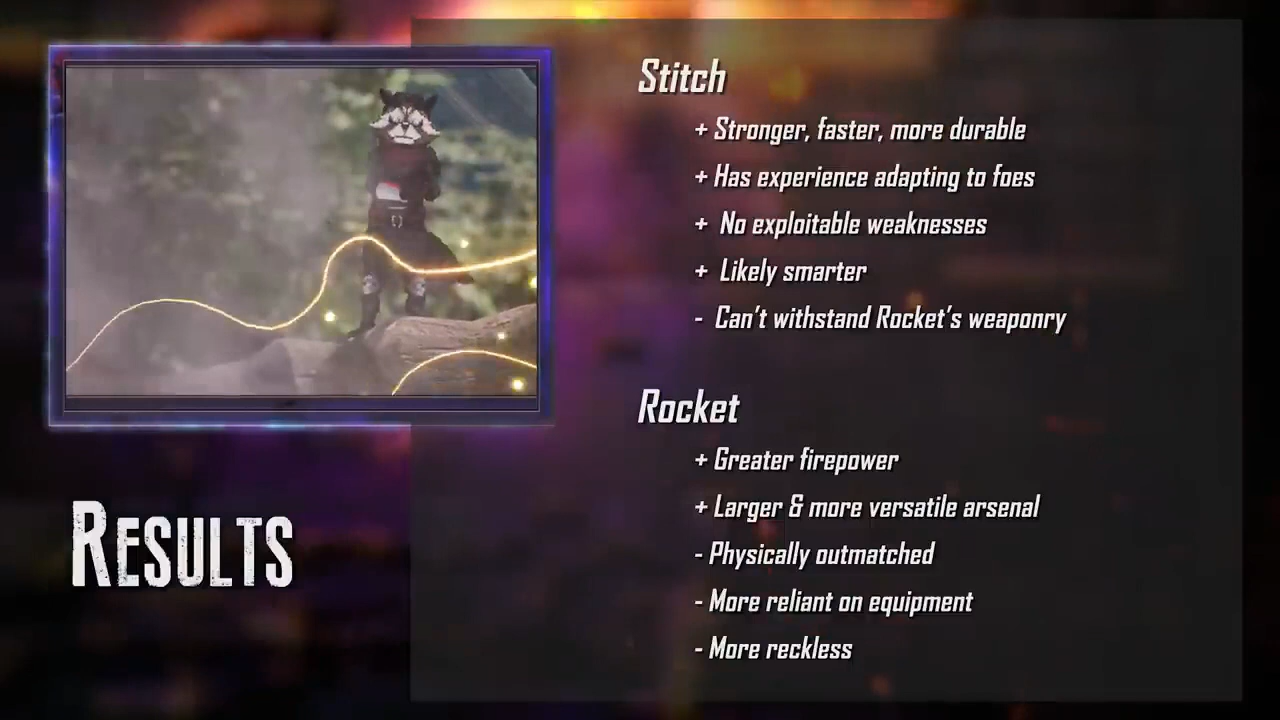 Stitch
+ Stronger, faster, more durable
+ Has experience adapting to foes
+ No exploitable weaknesses
+ Likely smarter
- Can't withstand Rocket's weaponry
Rocket
+ Greater firepower
+ Larger & more versatile arsenal
- Physically outmatched
- More reliant on equipment
- More reckless
Results